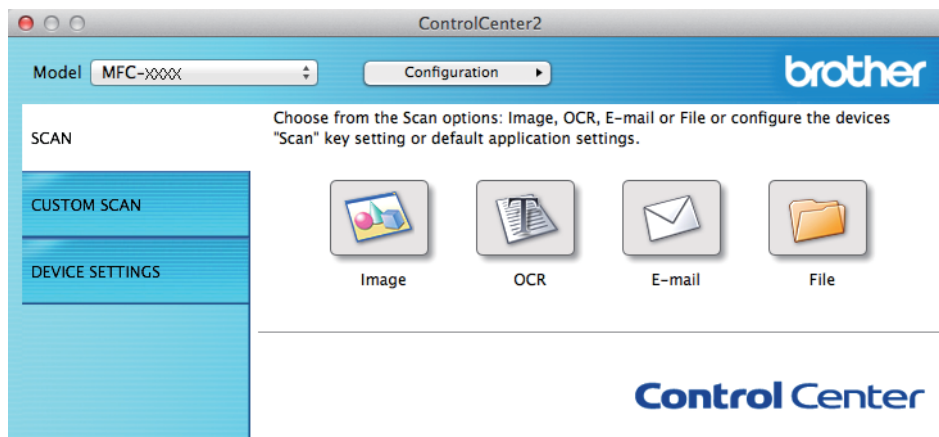 ControlCenter2
Model MFC-XXXX Configuration
brother
SCAN
CUSTOM SCAN
DEVICE SETTINGS
Choose from the Scan options: Image, OCR, E-mail or File or configure the devices
"Scan" key setting or default application settings.
T
Image OCR E-mail File
Control Center